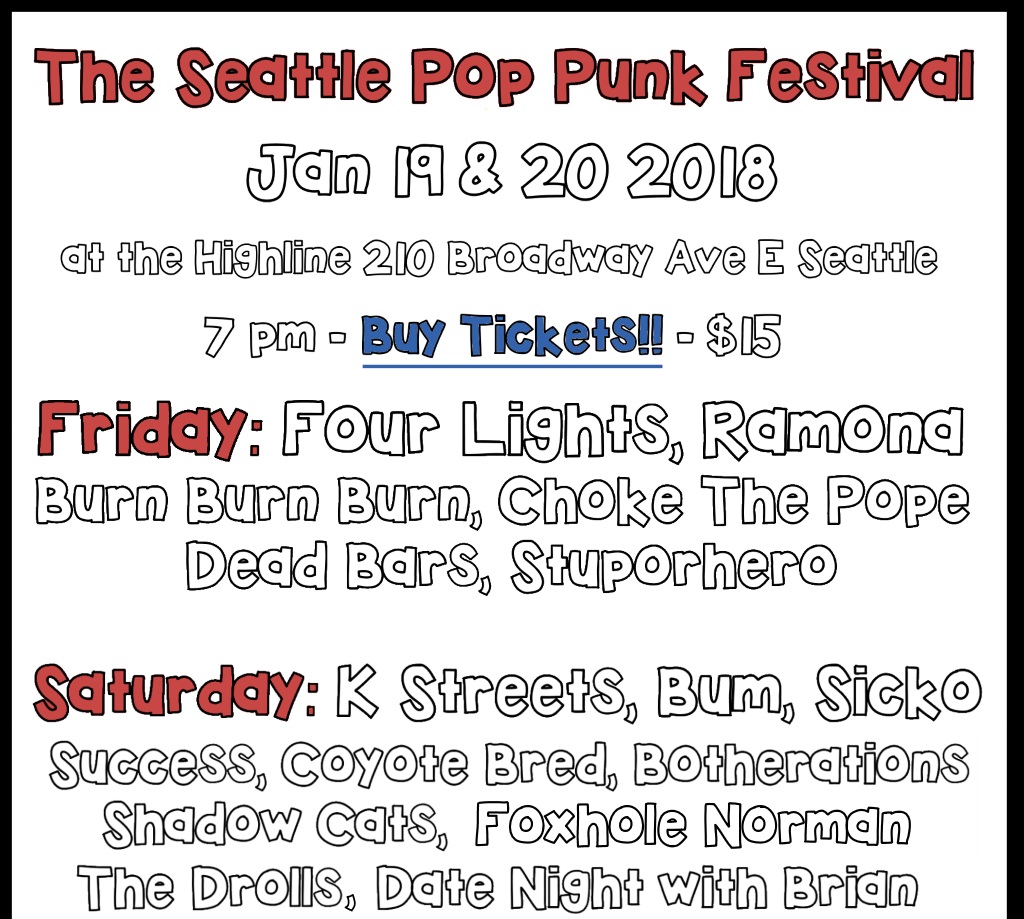 The Seattle Pop Punk Festival
Jan 19 & 20 2018
at the Highline 210 Broadway Ave E Seattle
7 pm - Buy Tickets!! - $15
Friday: Four Lights, Ramona
Burn Burn Burn, Choke The Pope
Dead Bars, Stuporhero
Saturday: K Streets, Bum, Sicko
Success, Coyote Bred, Botherations
Shadow Cats, Foxhole Norman
The Drolls, Date Night with Brian